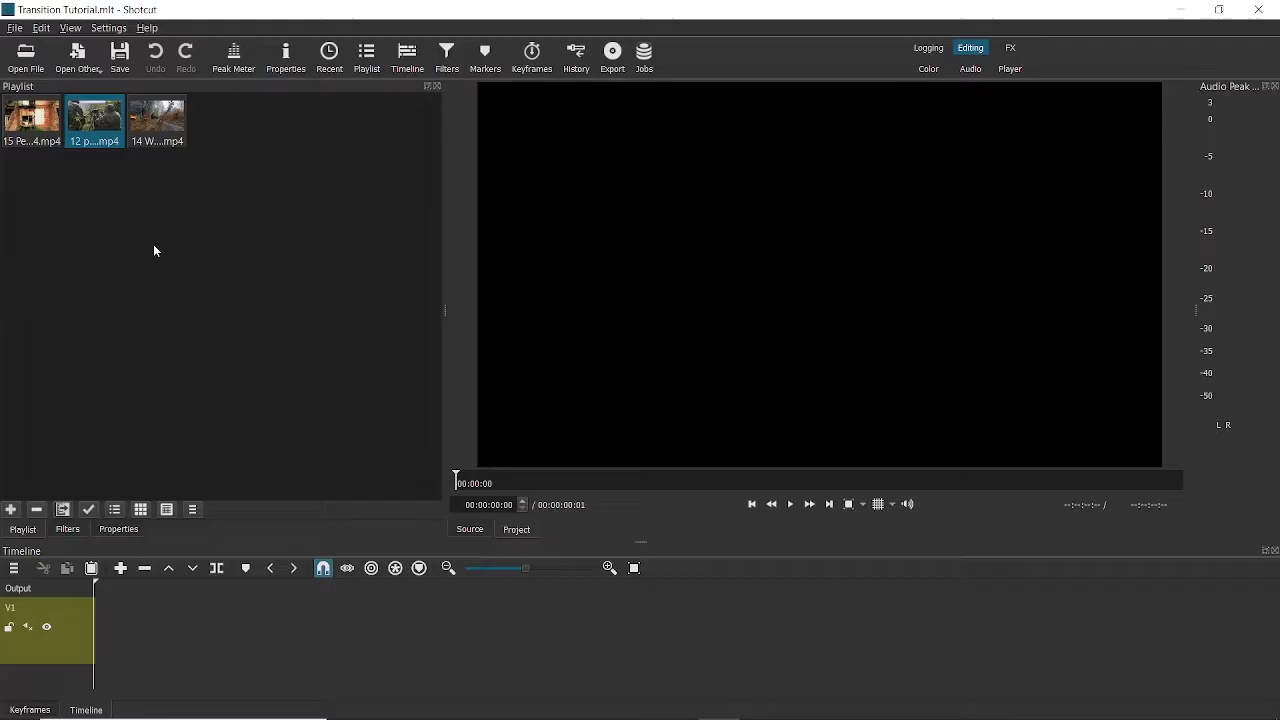 Transition Tutorial.mlt - Shotcut
File Edit View Settings Help
Open File Open Other.. Save Undo Redo Peak Meter Properties Recent Playlist Timeline Filters Markers Keyframes History Export Jobs
Logging Editing FX
Color Audio Player
Playlist
Audio Peak ...
15 Pe...4.mp4 12 p....mp4 14 W....mp4
3
0
-5
-10
-15
-20
-25
-30
-35
-40
-50
L R
00:00:00
00:00:00:00 / 00:00:00:01
--:--:--:-- / --:--:--:--
Playlist Filters Properties
Source Project
Timeline
Output
V1
Keyframes Timeline